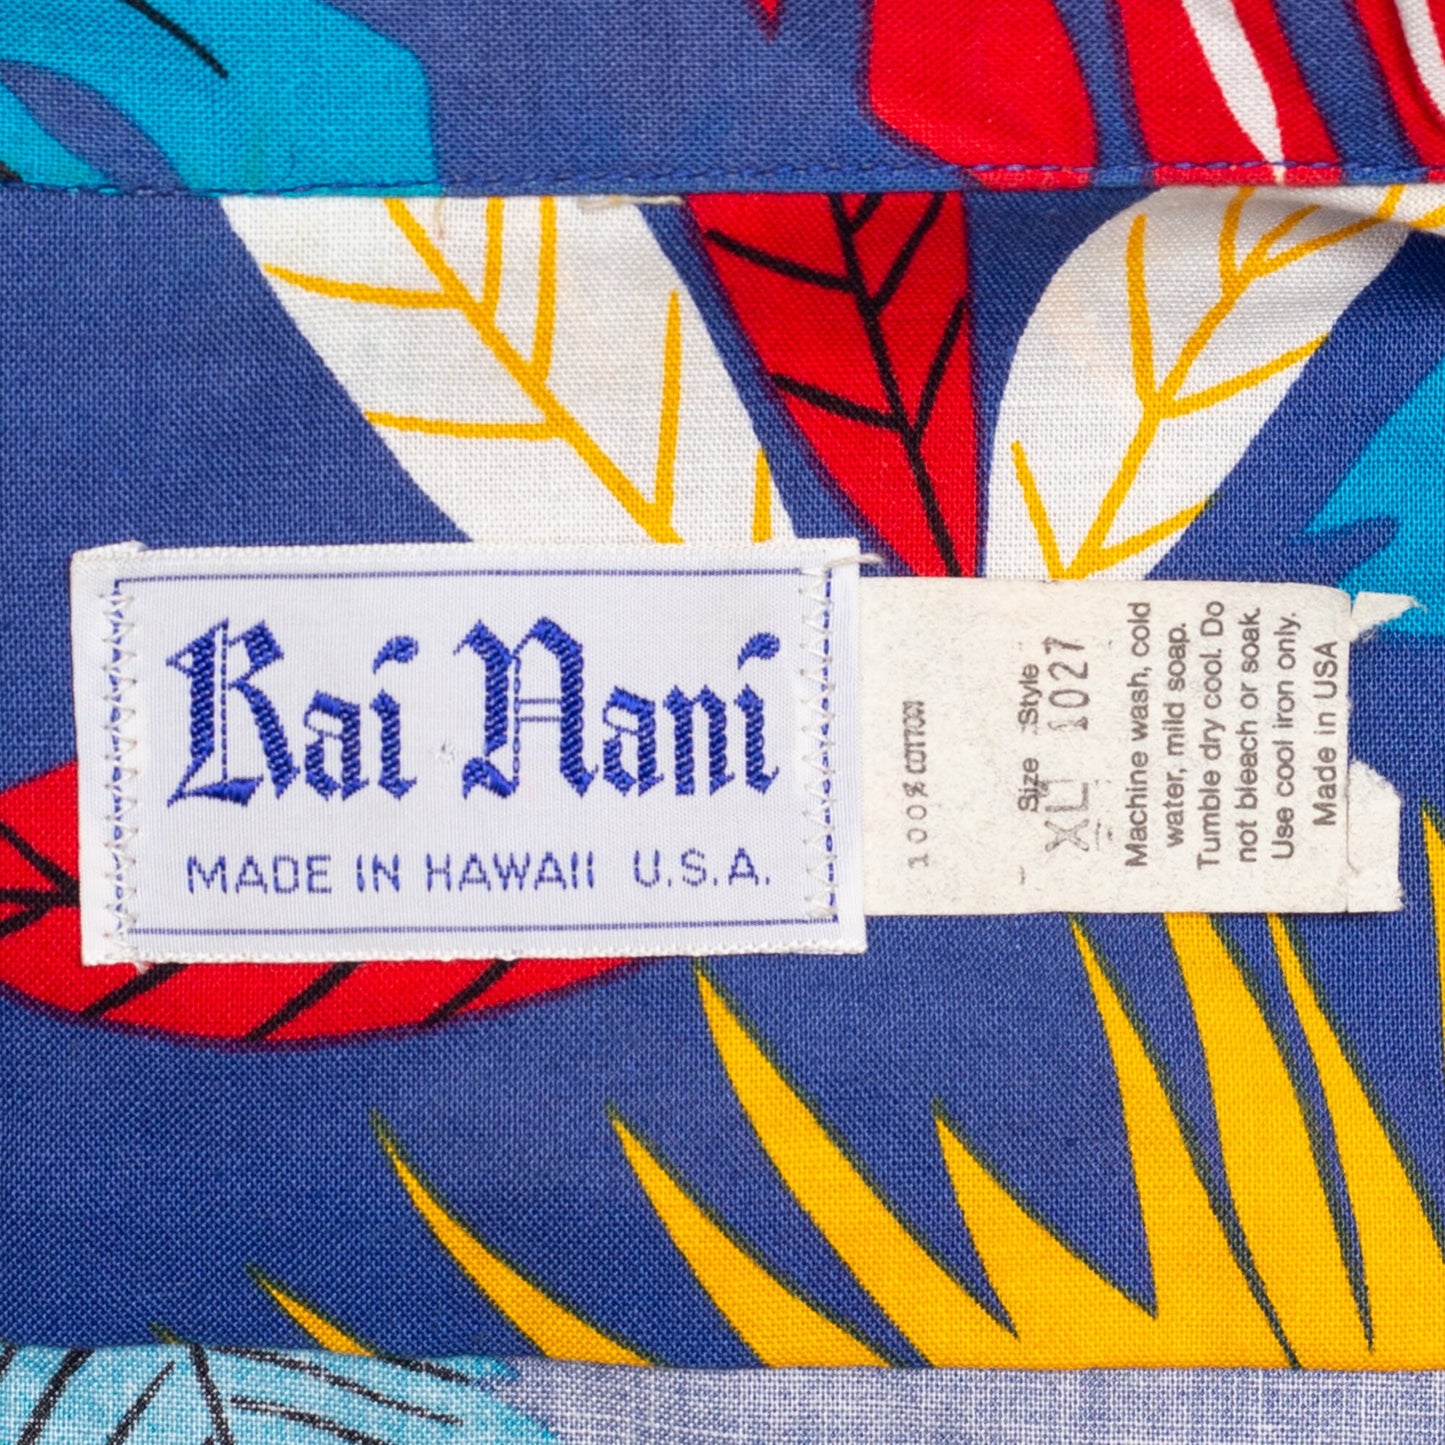 Kai Nani
MADE IN HAWAII U.S.A.
100% COTTON
Size Style
XL 1027
Machine wash, cold
water, mild soap.
Tumble dry cool. Do
not bleach or soak.
Use cool iron only.
Made in USA